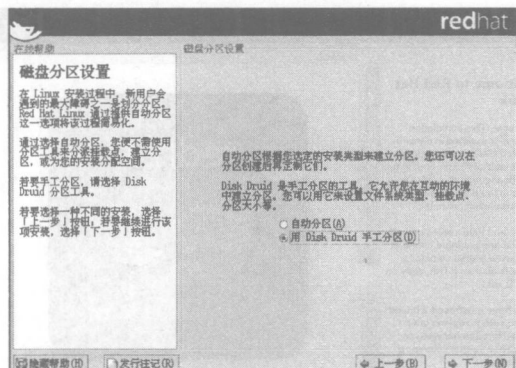 redhat
在线帮助
磁盘分区设置
磁盘分区设置
在 Linux 安装过程中，新用户会
遇到的最大障碍之一是划分分区。
Red Hat Linux 通过提供自动分区
这一选项将该过程简易化。
通过选择自动分区，您便不需使用
分区工具来分派挂载点、建立分
区、或为您的安装分配空间。
若要手工分区，请选择 Disk
Druid 分区工具。
若要选择一种不同的安装，选择
「上一步」按钮。若要继续进行该
项安装，选择「下一步」按钮。
自动分区根据您选定的安装类型来建立分区。您还可以在
分区创建后再定制它们。
Disk Druid 是手工分区的工具。它允许您在互动的环境
中建立分区。您可以用它来设置文件系统类型、挂载点、
分区大小等。
自动分区(A)
用 Disk Druid 手工分区(D)
隐藏帮助(H)
发行注记(R)
上一步(B)
下一步(N)